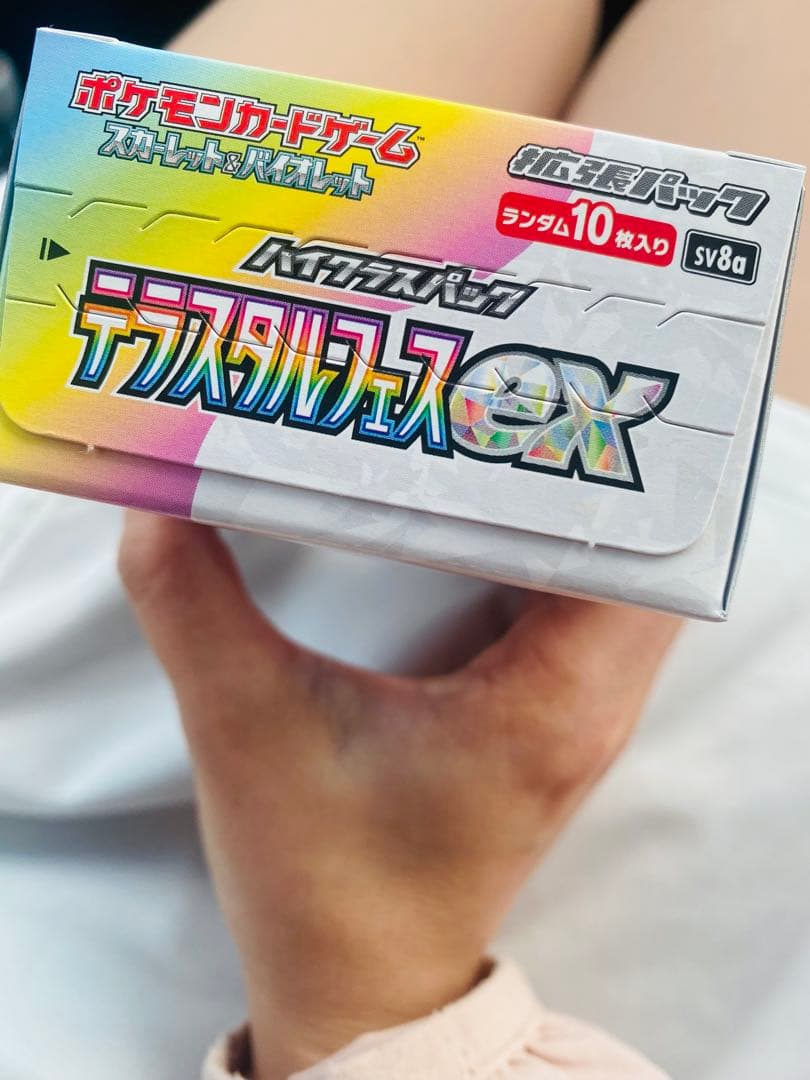 ポケモンカードゲーム™
スカーレット&バイオレット
拡張パック
ランダム10枚入り
sv8a
ハイクラスパック
テラスタルフェスex